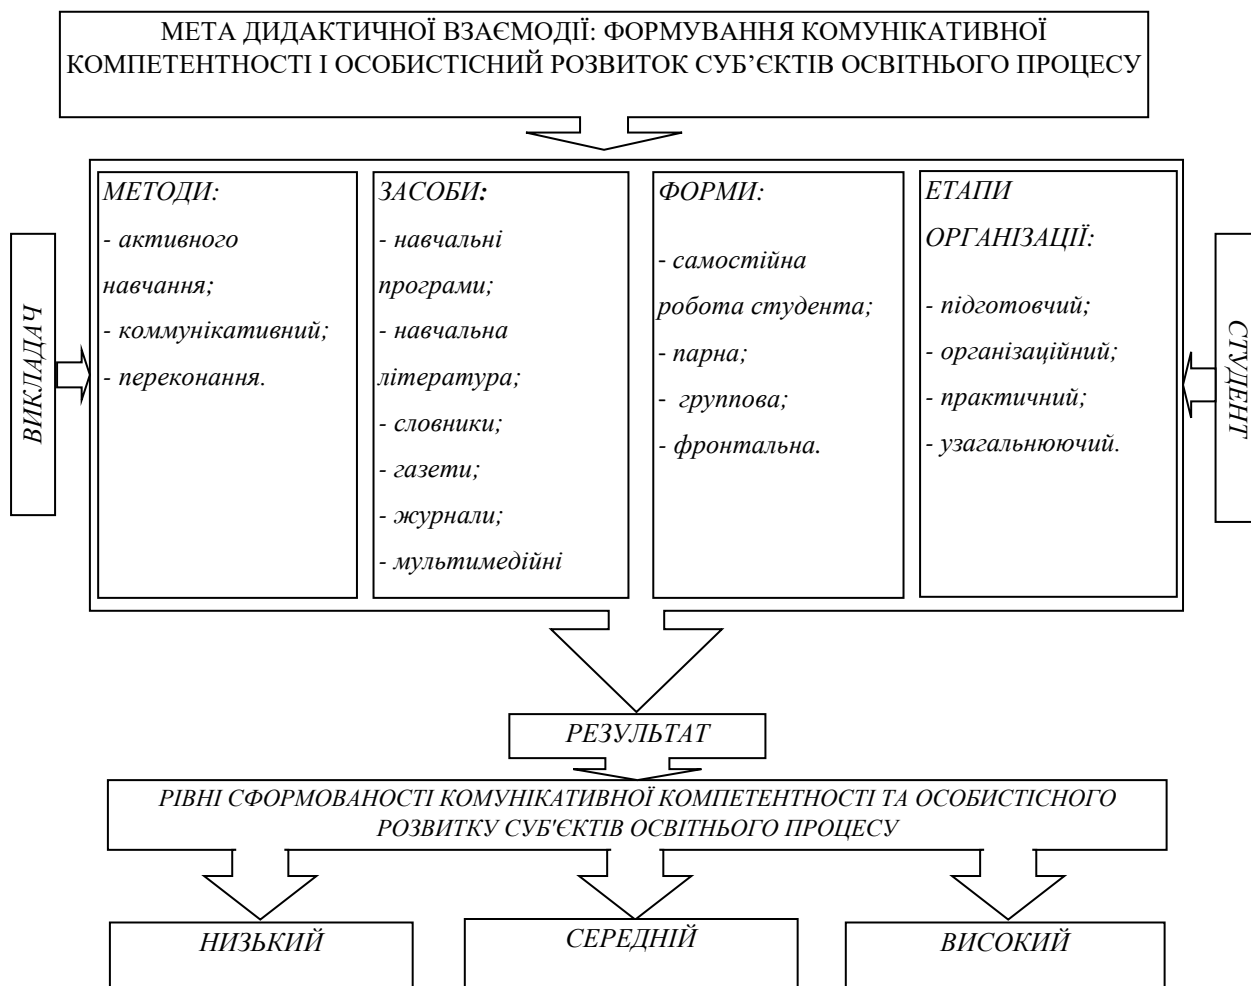 МЕТА ДИДАКТИЧНОЇ ВЗАЄМОДІЇ: ФОРМУВАННЯ КОМУНІКАТИВНОЇ
КОМПЕТЕНТНОСТІ І ОСОБИСТІСНИЙ РОЗВИТОК СУБ’ЄКТІВ ОСВІТНЬОГО ПРОЦЕСУ
ВИКЛАДАЧ
МЕТОДИ:
- активного
навчання;
- коммунікативний;
- переконання.
ЗАСОБИ:
- навчальні
програми;
- навчальна
література;
- словники;
- газети;
- журнали;
- мультимедійні
ФОРМИ:
- самостійна
робота студента;
- парна;
- группова;
- фронтальна.
ЕТАПИ
ОРГАНІЗАЦІЇ:
- підготовчий;
- організаційний;
- практичний;
- узагальнюючий.
СТУДЕНТ
РЕЗУЛЬТАТ
РІВНІ СФОРМОВАНОСТІ КОМУНІКАТИВНОЇ КОМПЕТЕНТНОСТІ ТА ОСОБИСТІСНОГО
РОЗВИТКУ СУБ'ЄКТІВ ОСВІТНЬОГО ПРОЦЕСУ
НИЗЬКИЙ
СЕРЕДНІЙ
ВИСОКИЙ